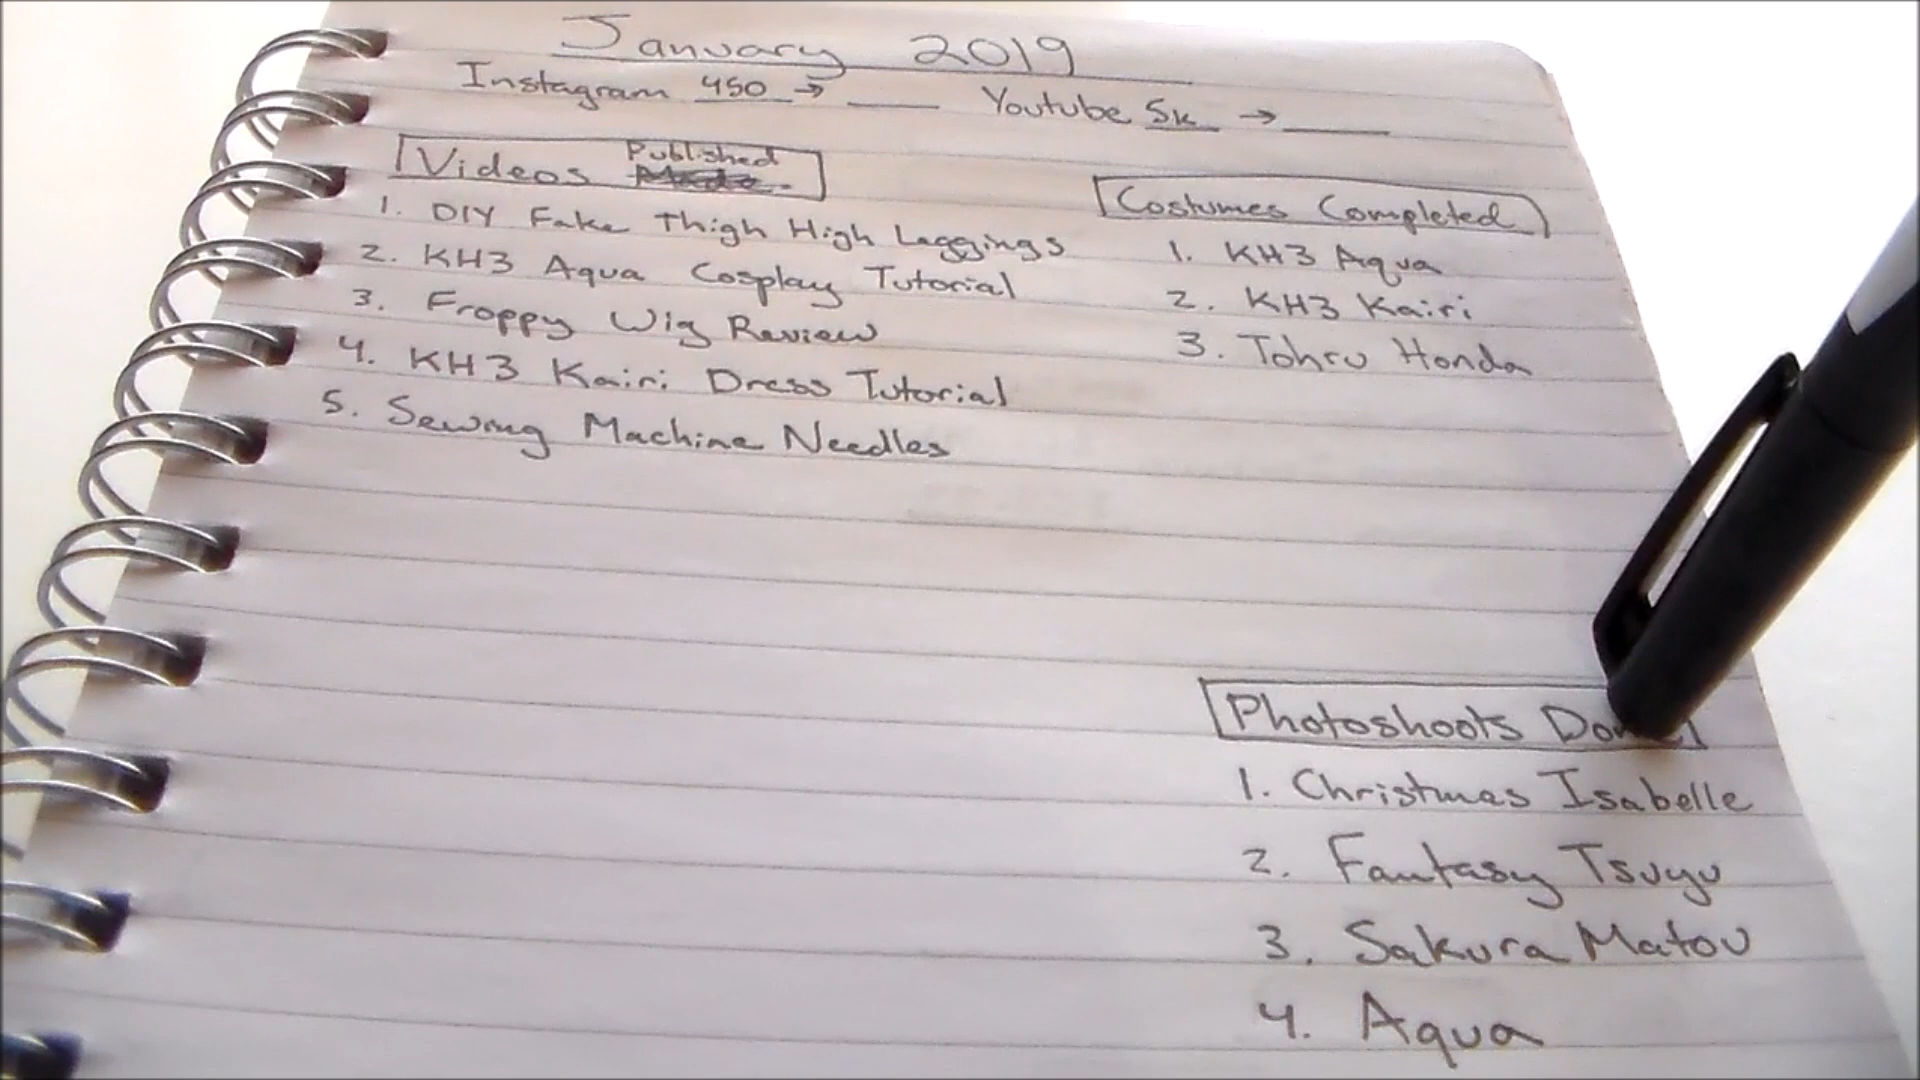 January 2019
Instagram 450 → ____ Youtube 5k → ____
Videos Published
1. DIY Fake Thigh High Leggings
2. KH3 Aqua Cosplay Tutorial
3. Froppy Wig Review
4. KH3 Kairi Dress Tutorial
5. Sewing Machine Needles
Costumes Completed
1. KH3 Aqua
2. KH3 Kairi
3. Tohru Honda
Photoshoots Done
1. Christmas Isabelle
2. Fantasy Tsuyu
3. Sakura Matou
4. Aqua